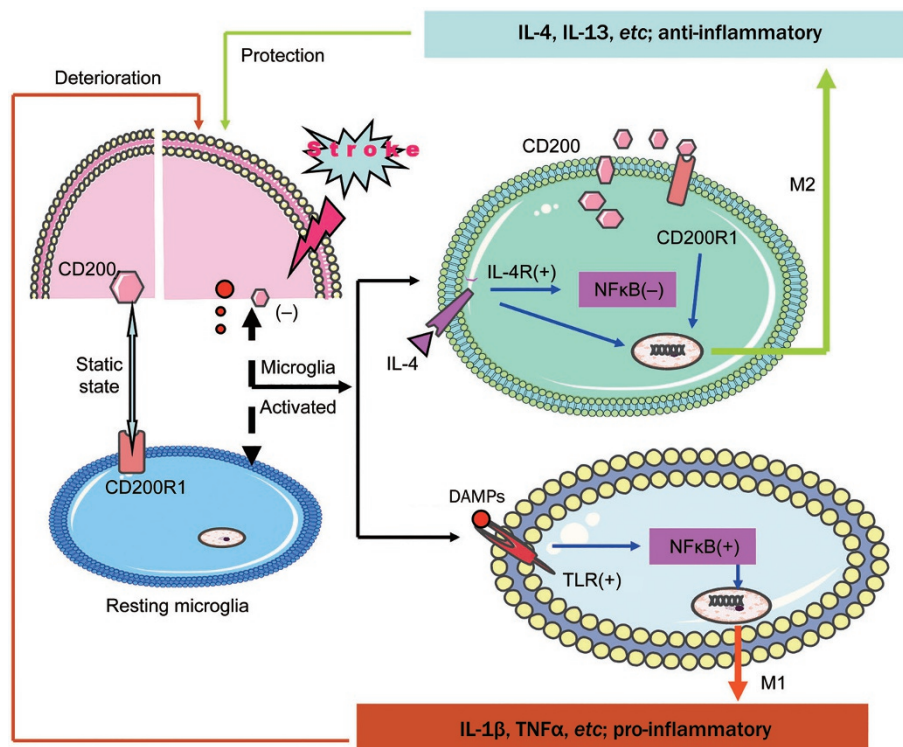 IL-4, IL-13, etc; anti-inflammatory
Protection
Deterioration
Stroke
CD200
M2
CD200
CD200R1
IL-4R(+)
NFκB(–)
(–)
IL-4
Static
state
Microglia
Activated
CD200R1
DAMPs
NFκB(+)
TLR(+)
Resting microglia
M1
IL-1β, TNFα, etc; pro-inflammatory